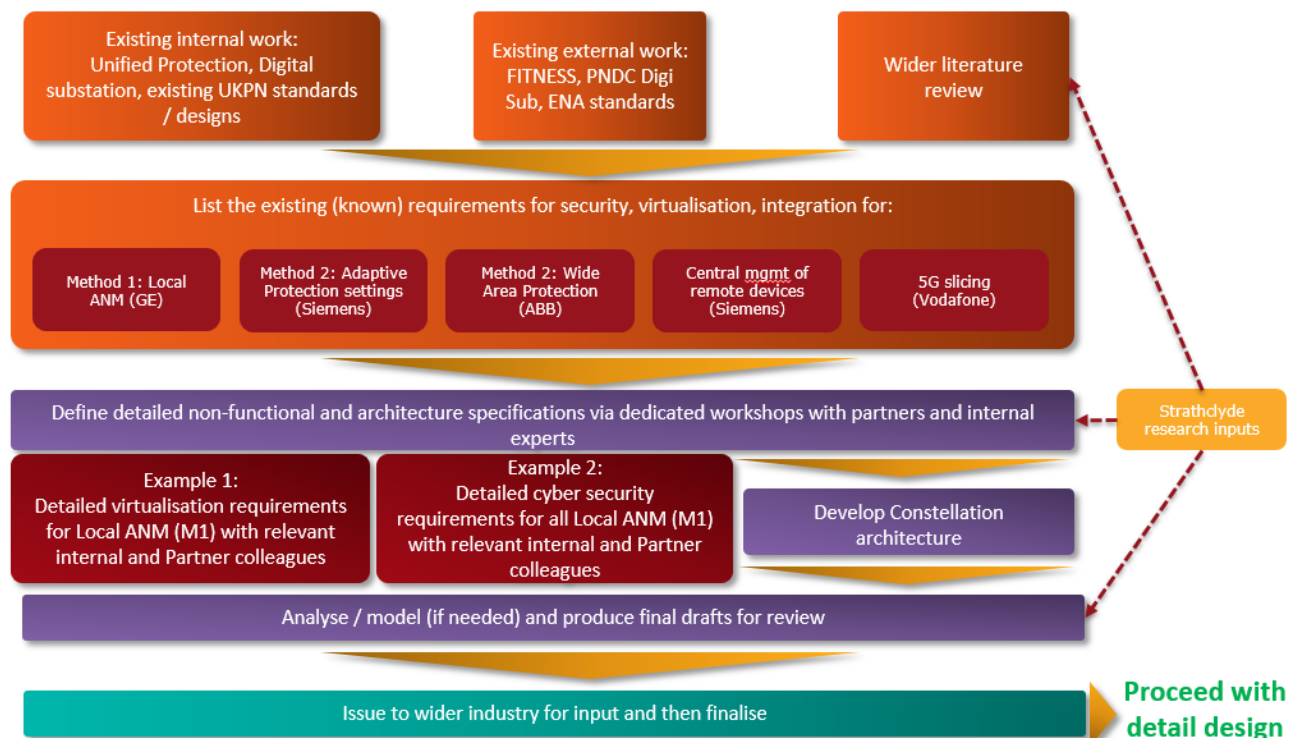 Existing internal work:
Unified Protection, Digital
substation, existing UKPN standards
/ designs
Existing external work:
FITNESS, PNDC Digi
Sub, ENA standards
Wider literature
review
List the existing (known) requirements for security, virtualisation, integration for:
Method 1: Local
ANM (GE)
Method 2: Adaptive
Protection settings
(Siemens)
Method 2: Wide
Area Protection
(ABB)
Central mgmt of
remote devices
(Siemens)
5G slicing
(Vodafone)
Define detailed non-functional and architecture specifications via dedicated workshops with partners and internal
experts
Strathclyde
research inputs
Example 1:
Detailed virtualisation requirements
for Local ANM (M1) with relevant
internal and Partner colleagues
Example 2:
Detailed cyber security
requirements for all Local ANM (M1)
with relevant internal and Partner
colleagues
Develop Constellation
architecture
Analyse / model (if needed) and produce final drafts for review
Issue to wider industry for input and then finalise
Proceed with
detail design